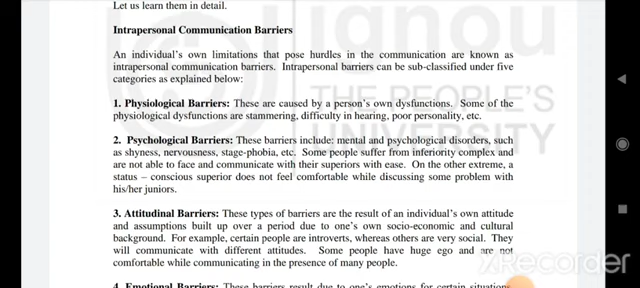 Let us learn them in detail.
Intrapersonal Communication Barriers
An individual's own limitations that pose hurdles in the communication are known as
intrapersonal communication barriers. Intrapersonal barriers can be sub-classified under five
categories as explained below:
1. Physiological Barriers: These are caused by a person's own dysfunctions. Some of the
physiological dysfunctions are stammering, difficulty in hearing, poor personality, etc.
2. Psychological Barriers: These barriers include: mental and psychological disorders, such
as shyness, nervousness, stage-phobia, etc. Some people suffer from inferiority complex and
are not able to face and communicate with their superiors with ease. On the other extreme, a
status – conscious superior does not feel comfortable while discussing some problem with
his/her juniors.
3. Attitudinal Barriers: These types of barriers are the result of an individual's own attitude
and assumptions built up over a period due to one's own socio-economic and cultural
background. For example, certain people are introverts, whereas others are very social. They
will communicate with different attitudes. Some people have huge ego and are not
comfortable while communicating in the presence of many people.
4. Emotional Barriers: These barriers result due to one's emotions for certain situations
ignou
THE PEOPLE'S
UNIVERSITY
XRecorder